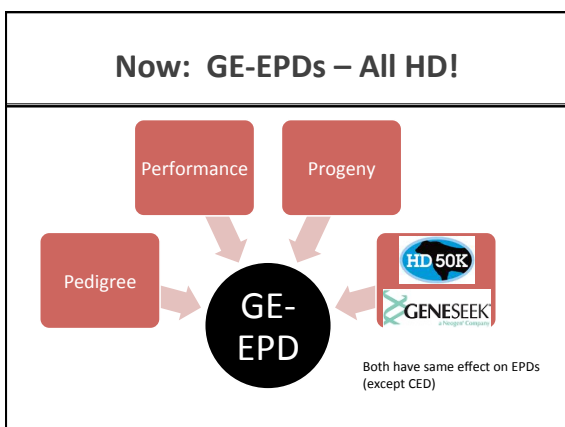 Now: GE-EPDs – All HD!
Performance
Progeny
Pedigree
HD 50K
GENESEEK
a Neogen Company
GE-
EPD
Both have same effect on EPDs
(except CED)